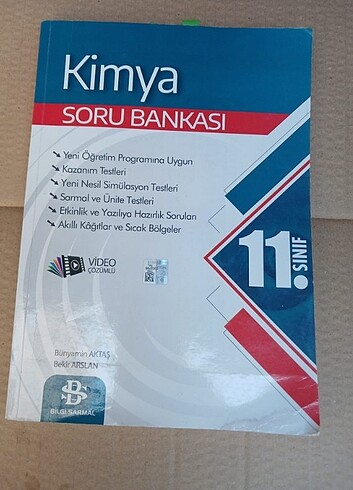 Kimya
SORU BANKASI
Yeni Öğretim Programına Uygun
Kazanım Testleri
Yeni Nesil Simülasyon Testleri
Sarmal ve Ünite Testleri
Etkinlik ve Yazılıya Hazırlık Soruları
Akıllı Kâğıtlar ve Sıcak Bölgeler
11.
SINIF
VİDEO
ÇÖZÜMLÜ
Bünyamin AKTAŞ
Bekir ARSLAN
BİLGİ SARMAL